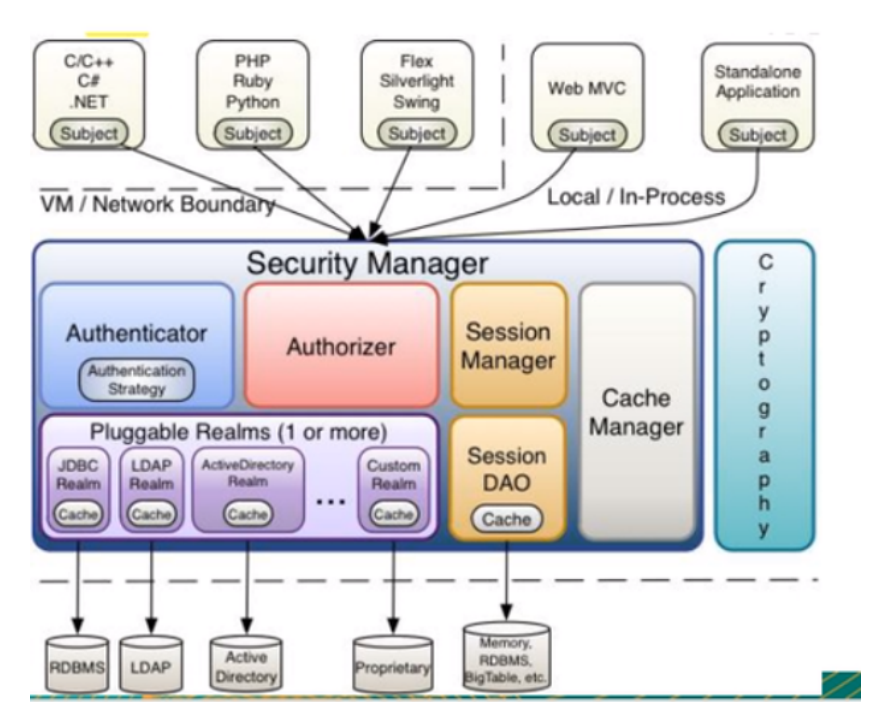 C/C++
C#
.NET
Subject
PHP
Ruby
Python
Subject
Flex
Silverlight
Swing
Subject
Web MVC
Subject
Standalone
Application
Subject
VM / Network Boundary
Local / In-Process
Security Manager
Authenticator
Authentication
Strategy
Authorizer
Session
Manager
Cache
Manager
Cryptography
Pluggable Realms (1 or more)
JDBC
Realm
Cache
LDAP
Realm
Cache
ActiveDirectory
Realm
Cache
...
Custom
Realm
Cache
Session
DAO
Cache
RDBMS
LDAP
Active
Directory
Proprietary
Memory,
RDBMS,
BigTable, etc.